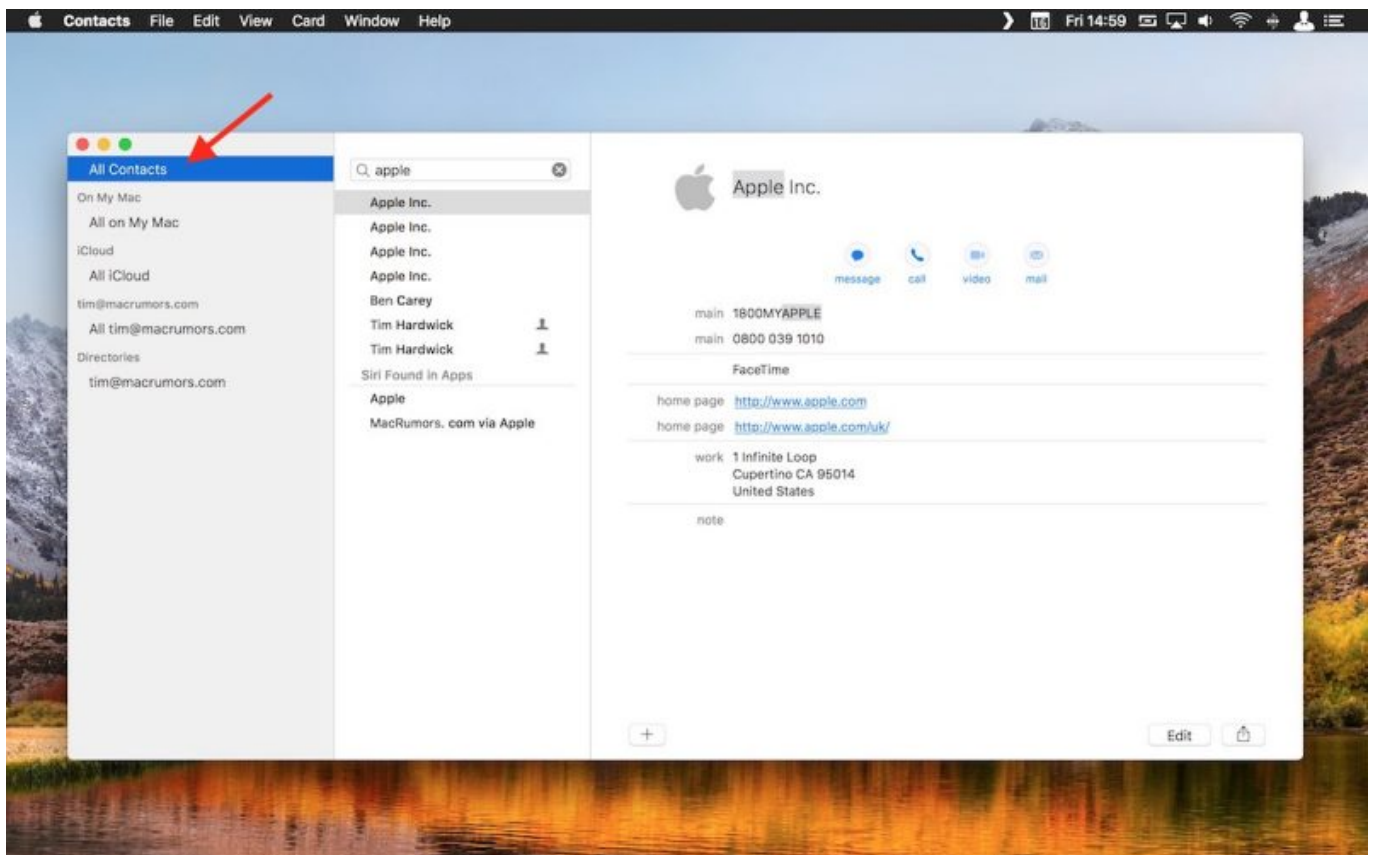 Contacts File Edit View Card Window Help
16 Fri 14:59
All Contacts
On My Mac
All on My Mac
iCloud
All iCloud
tim@macrumors.com
All tim@macrumors.com
Directories
tim@macrumors.com
apple
Apple Inc.
Apple Inc.
Apple Inc.
Apple Inc.
Ben Carey
Tim Hardwick
Tim Hardwick
Siri Found in Apps
Apple
MacRumors. com via Apple
Apple Inc.
message call video mail
main 1800MYAPPLE
main 0800 039 1010
FaceTime
home page http://www.apple.com
home page http://www.apple.com/uk/
work 1 Infinite Loop
Cupertino CA 95014
United States
note
Edit